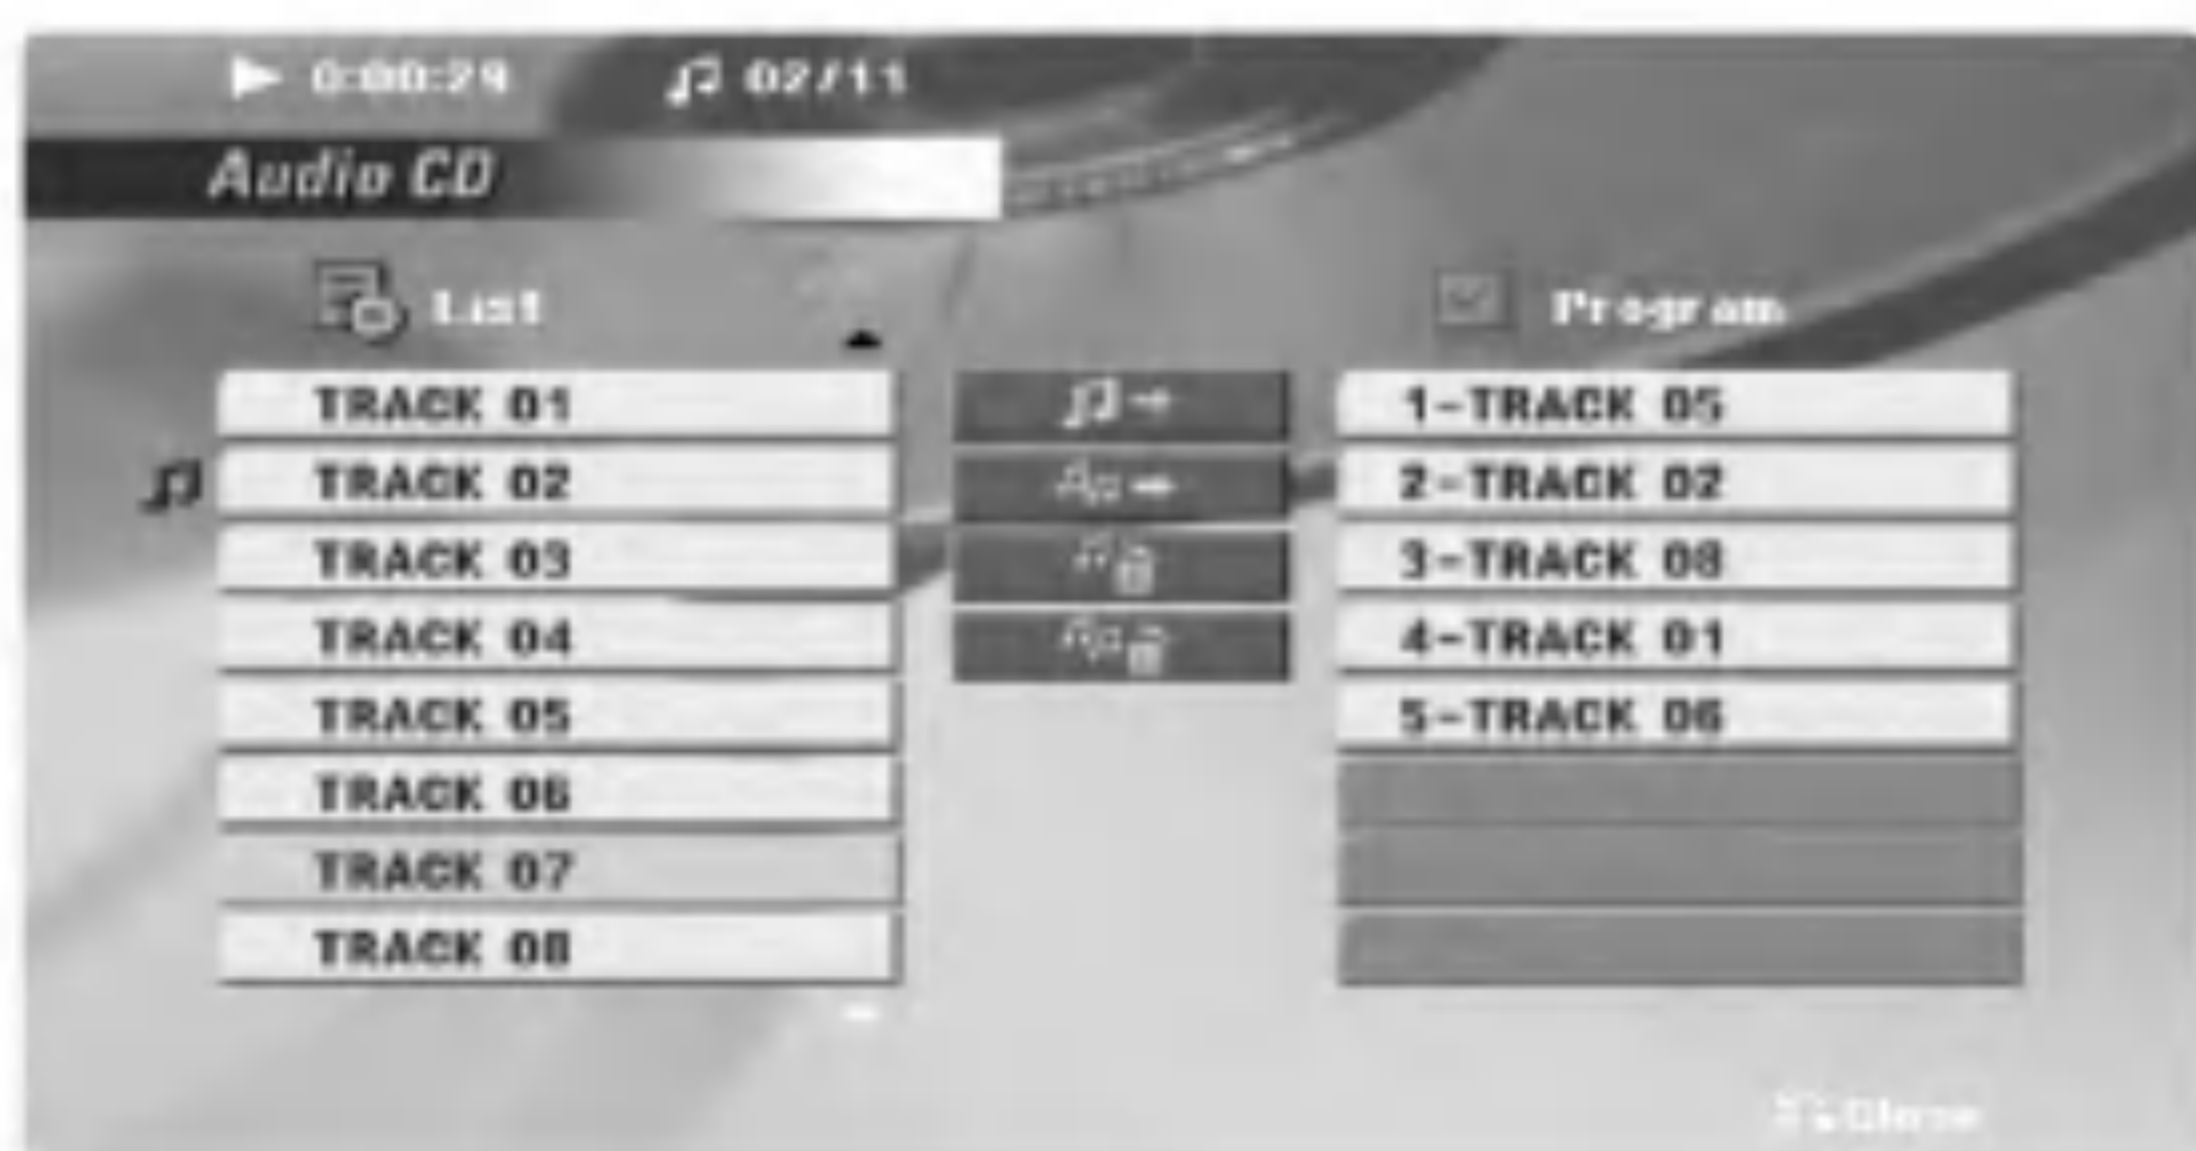 0:00:29 02/11
Audio CD
List
TRACK 01
TRACK 02
TRACK 03
TRACK 04
TRACK 05
TRACK 06
TRACK 07
TRACK 08
Program
1-TRACK 05
2-TRACK 02
3-TRACK 08
4-TRACK 01
5-TRACK 06
Close